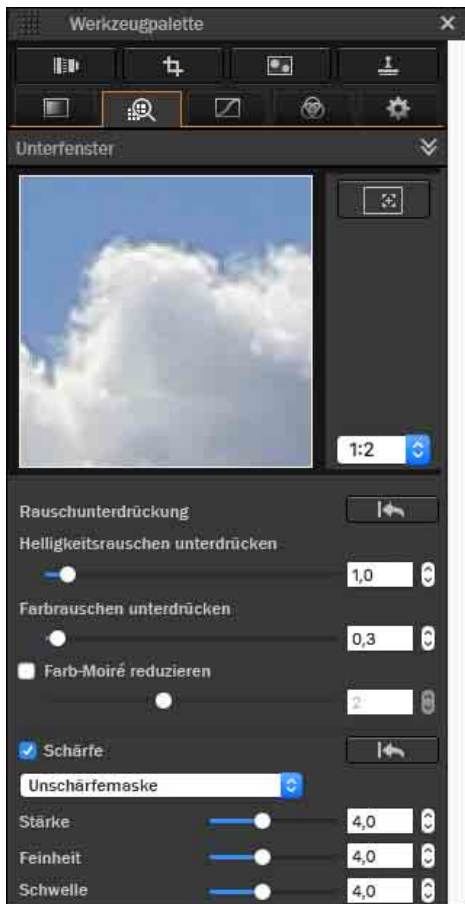 Werkzeugpalette
Unterfenster
1:2
Rauschunterdrückung
Helligkeitsrauschen unterdrücken
1,0
Farbrauschen unterdrücken
0,3
Farb-Moiré reduzieren
2
Schärfe
Unschärfemaske
Stärke 4,0
Feinheit 4,0
Schwelle 4,0